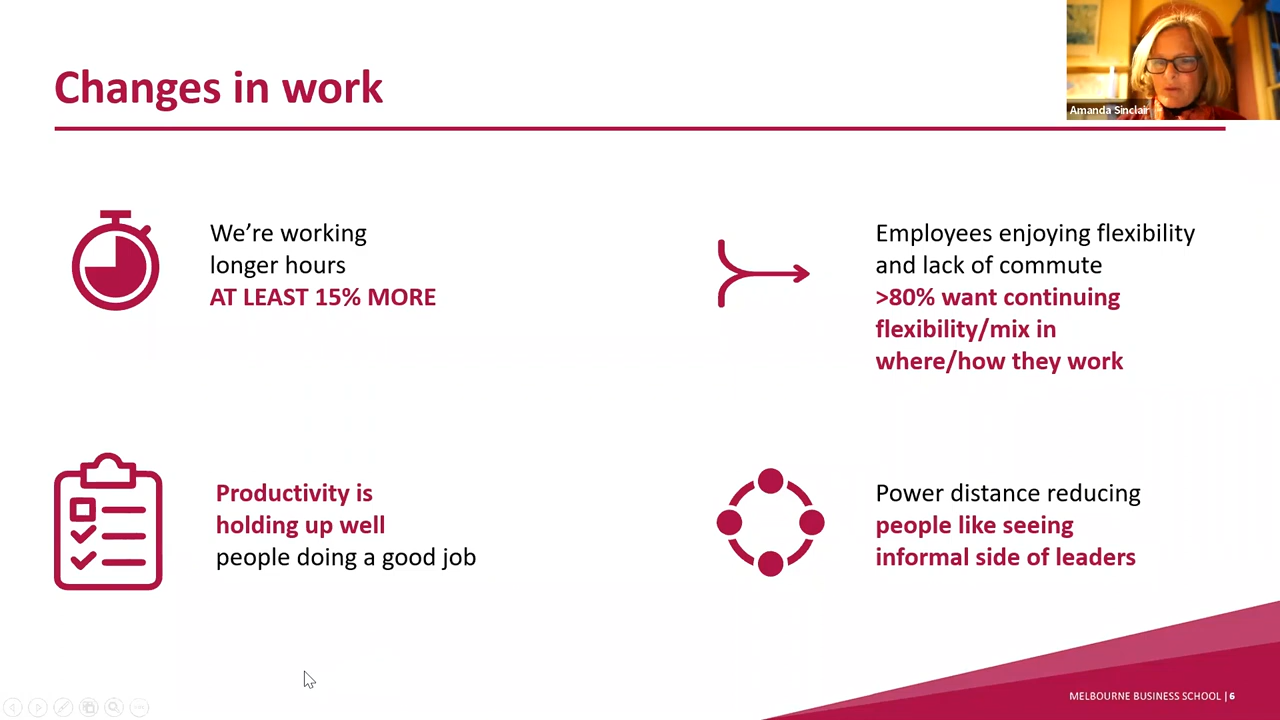 Changes in work
Amanda Sinclair
We’re working
longer hours
AT LEAST 15% MORE
Employees enjoying flexibility
and lack of commute
>80% want continuing
flexibility/mix in
where/how they work
Productivity is
holding up well
people doing a good job
Power distance reducing
people like seeing
informal side of leaders
MELBOURNE BUSINESS SCHOOL | 6